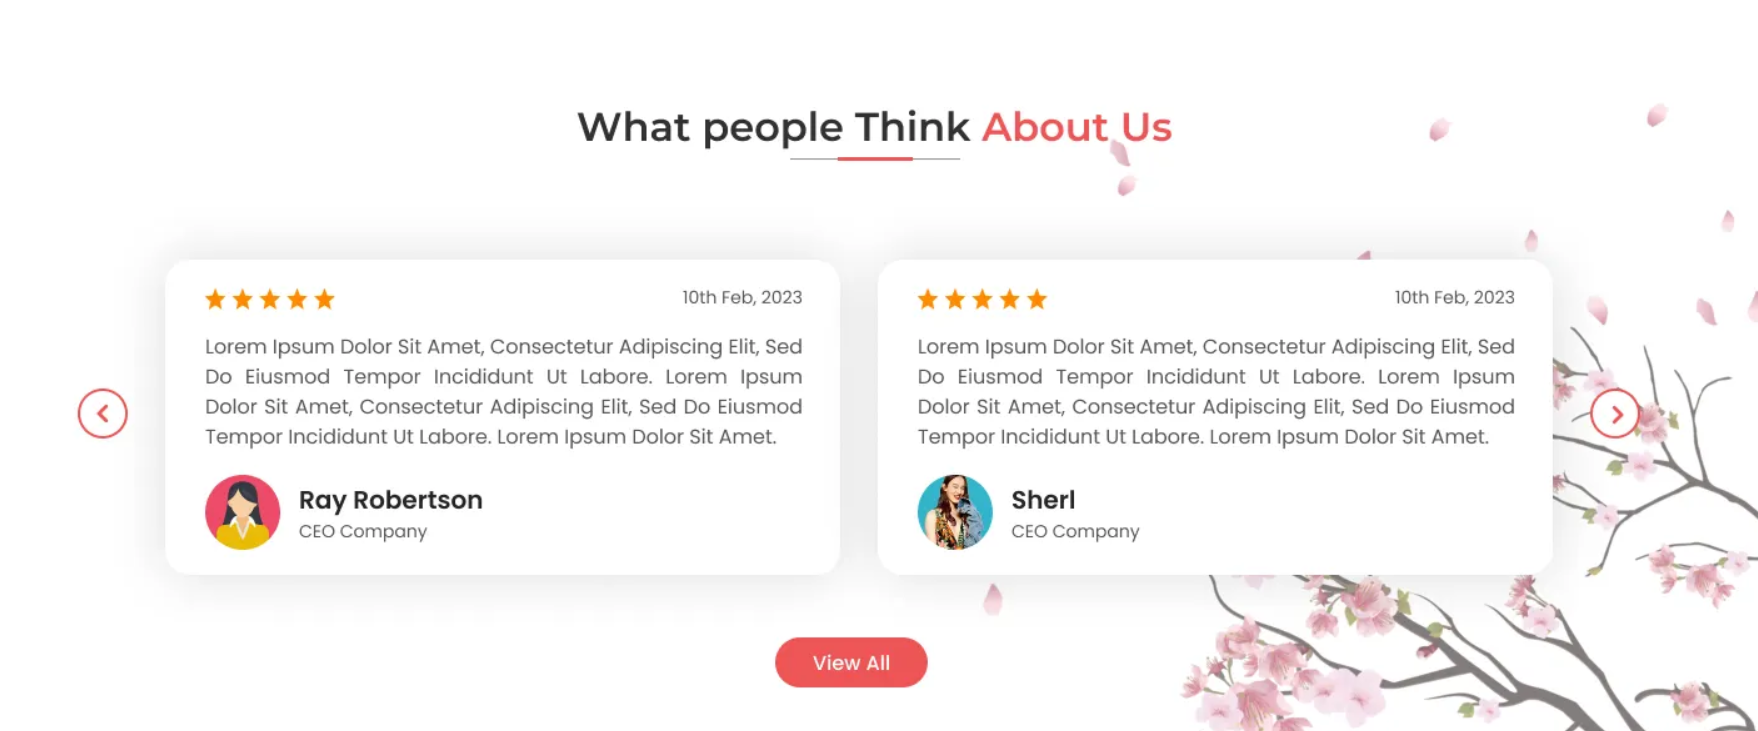 What people Think About Us
10th Feb, 2023
Lorem Ipsum Dolor Sit Amet, Consectetur Adipiscing Elit, Sed
Do Eiusmod Tempor Incididunt Ut Labore. Lorem Ipsum
Dolor Sit Amet, Consectetur Adipiscing Elit, Sed Do Eiusmod
Tempor Incididunt Ut Labore. Lorem Ipsum Dolor Sit Amet.
Ray Robertson
CEO Company
10th Feb, 2023
Lorem Ipsum Dolor Sit Amet, Consectetur Adipiscing Elit, Sed
Do Eiusmod Tempor Incididunt Ut Labore. Lorem Ipsum
Dolor Sit Amet, Consectetur Adipiscing Elit, Sed Do Eiusmod
Tempor Incididunt Ut Labore. Lorem Ipsum Dolor Sit Amet.
Sherl
CEO Company
View All